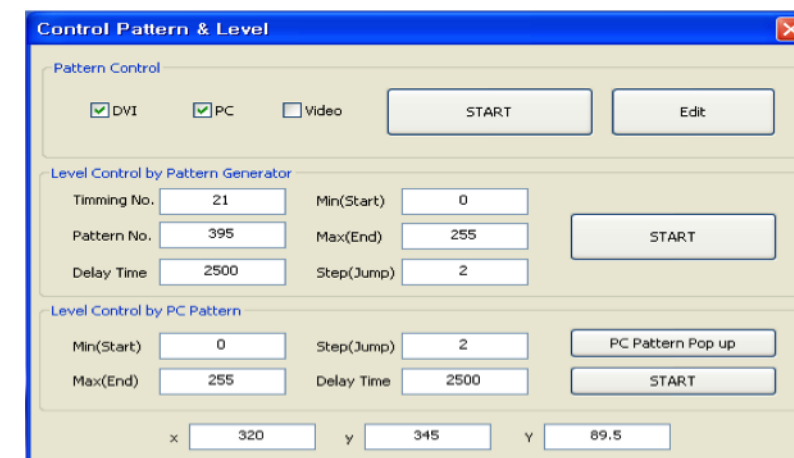 Control Pattern & Level
Pattern Control
DVI PC Video START Edit
Level Control by Pattern Generator
Timming No. 21 Min(Start) 0
Pattern No. 395 Max(End) 255 START
Delay Time 2500 Step(Jump) 2
Level Control by PC Pattern
Min(Start) 0 Step(Jump) 2 PC Pattern Pop up
Max(End) 255 Delay Time 2500 START
x 320 y 345 Y 89.5